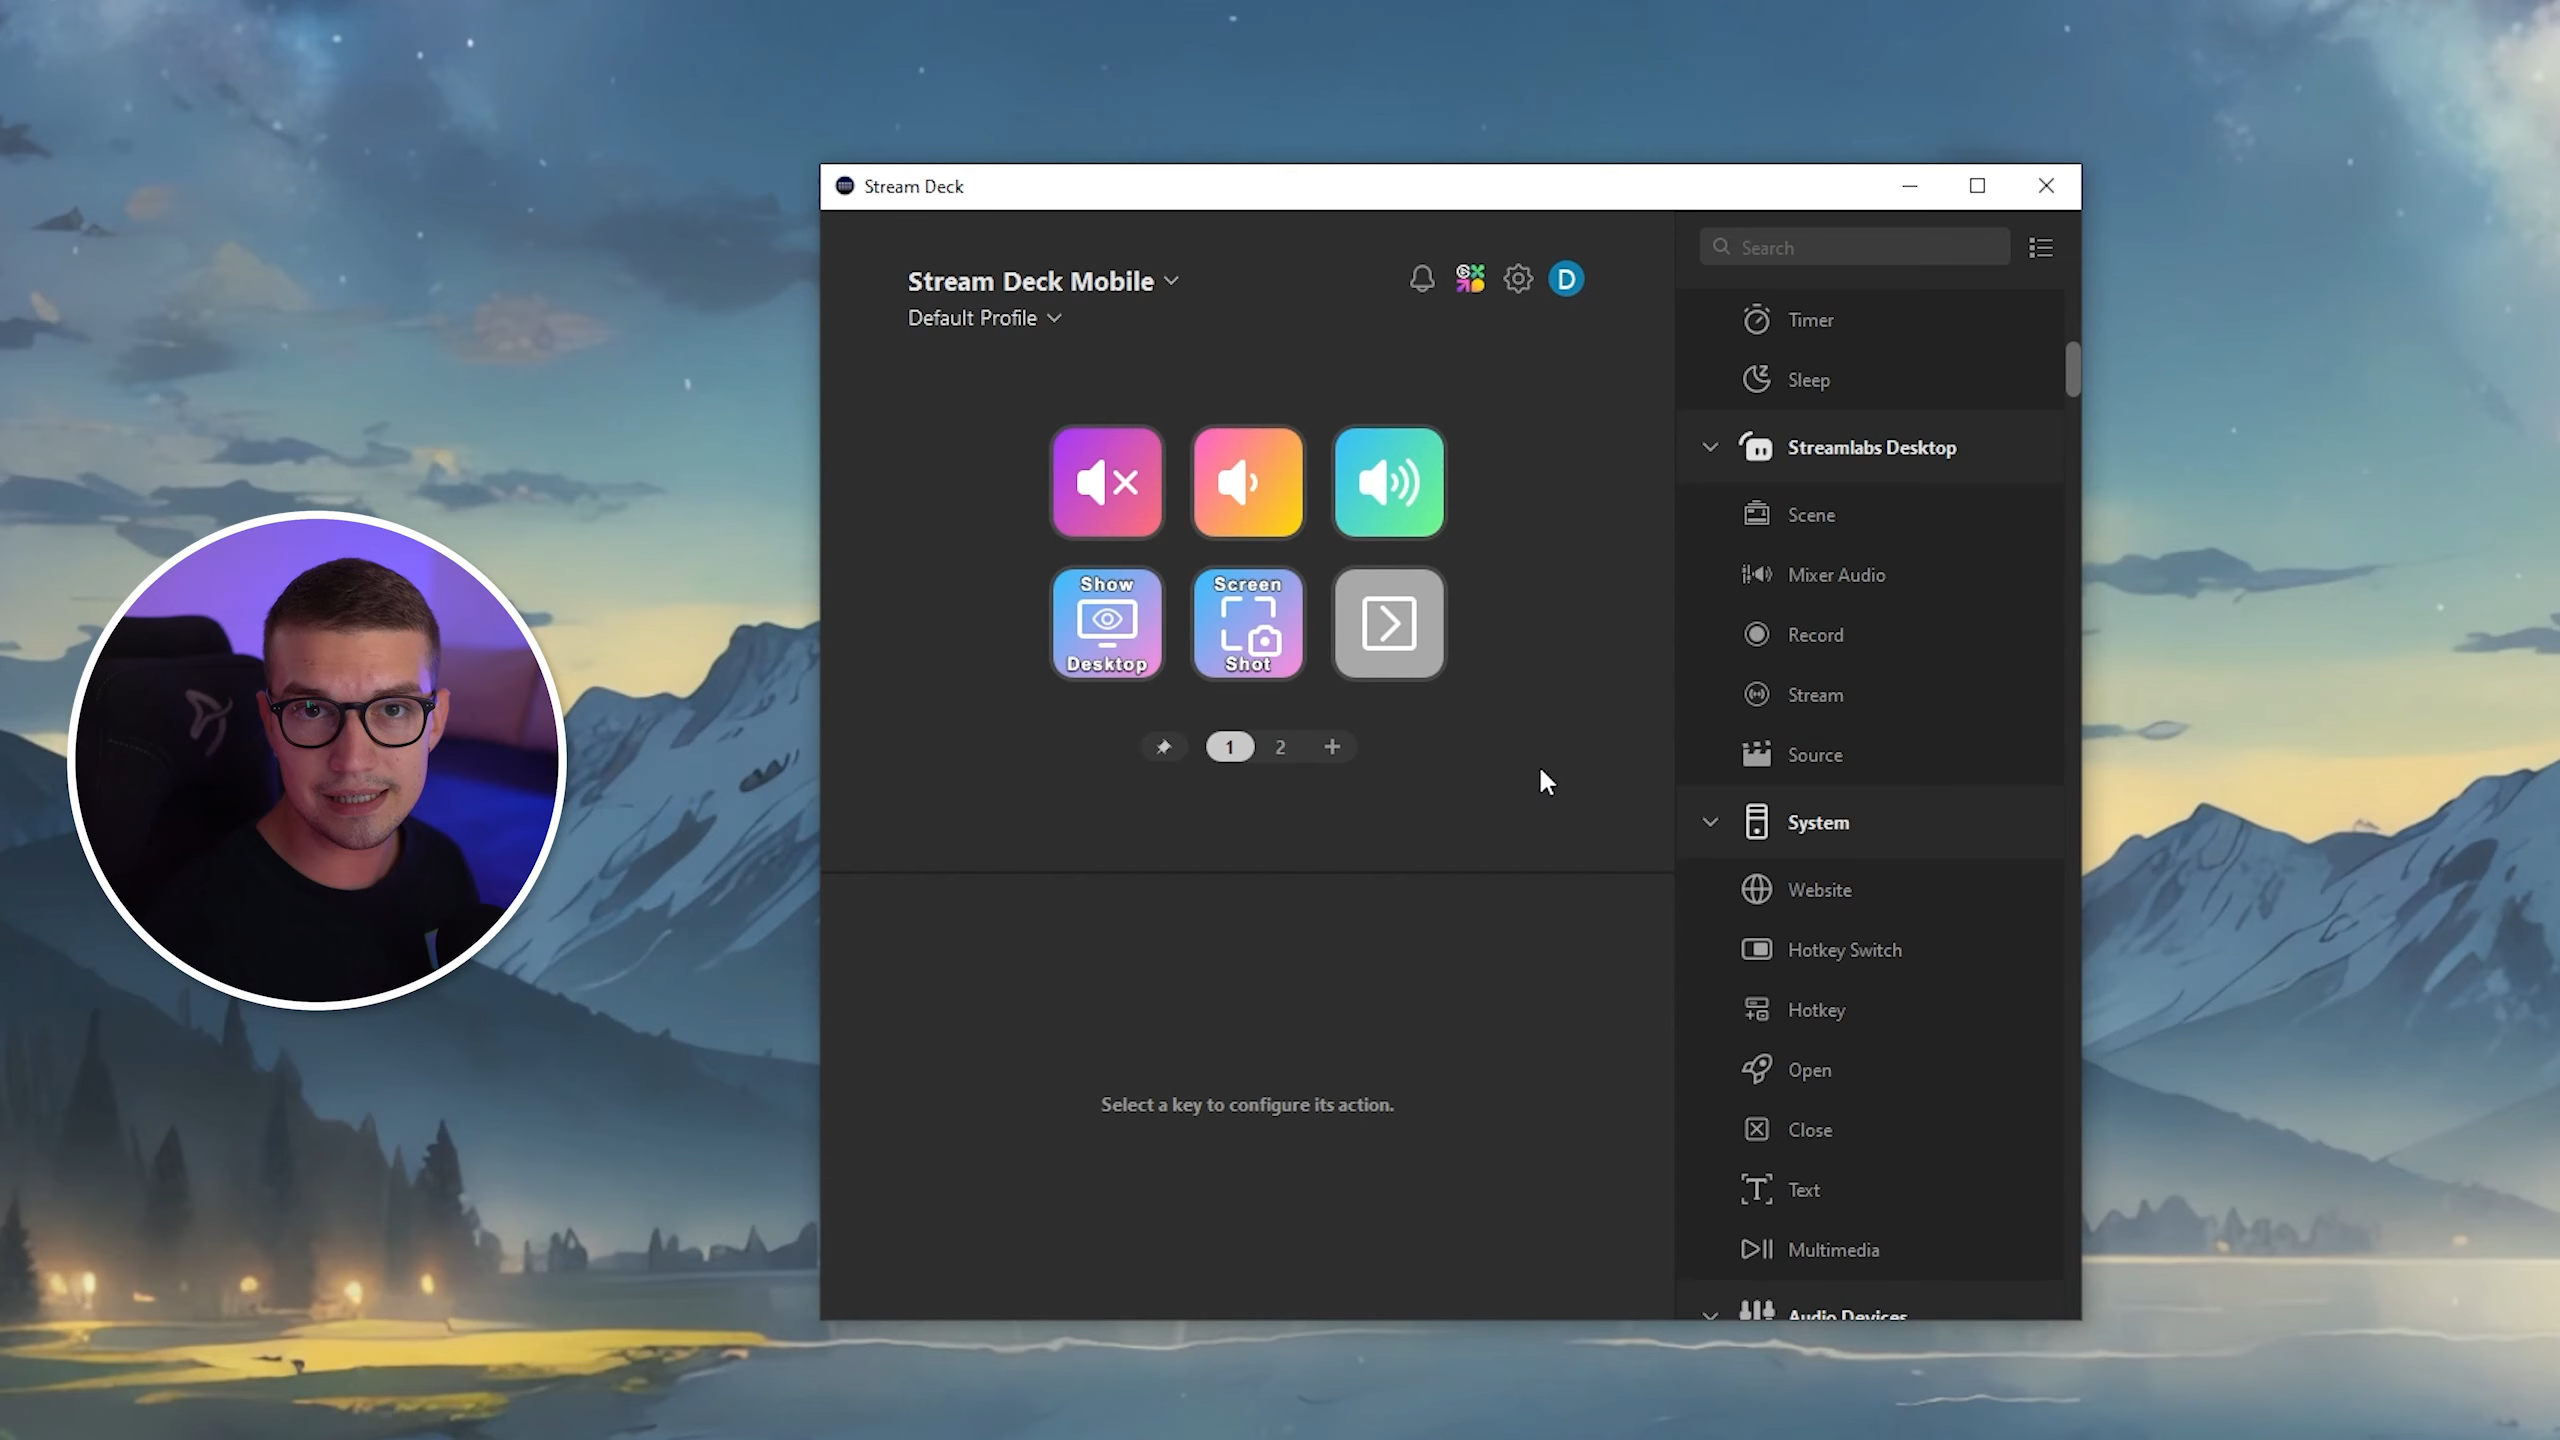 Stream Deck
Stream Deck Mobile
Default Profile
D
Show
Desktop
Screen
Shot
1
2
+
Select a key to configure its action.
Search
Timer
Sleep
Streamlabs Desktop
Scene
Mixer Audio
Record
Stream
Source
System
Website
Hotkey Switch
Hotkey
Open
Close
Text
Multimedia
Audio Devices